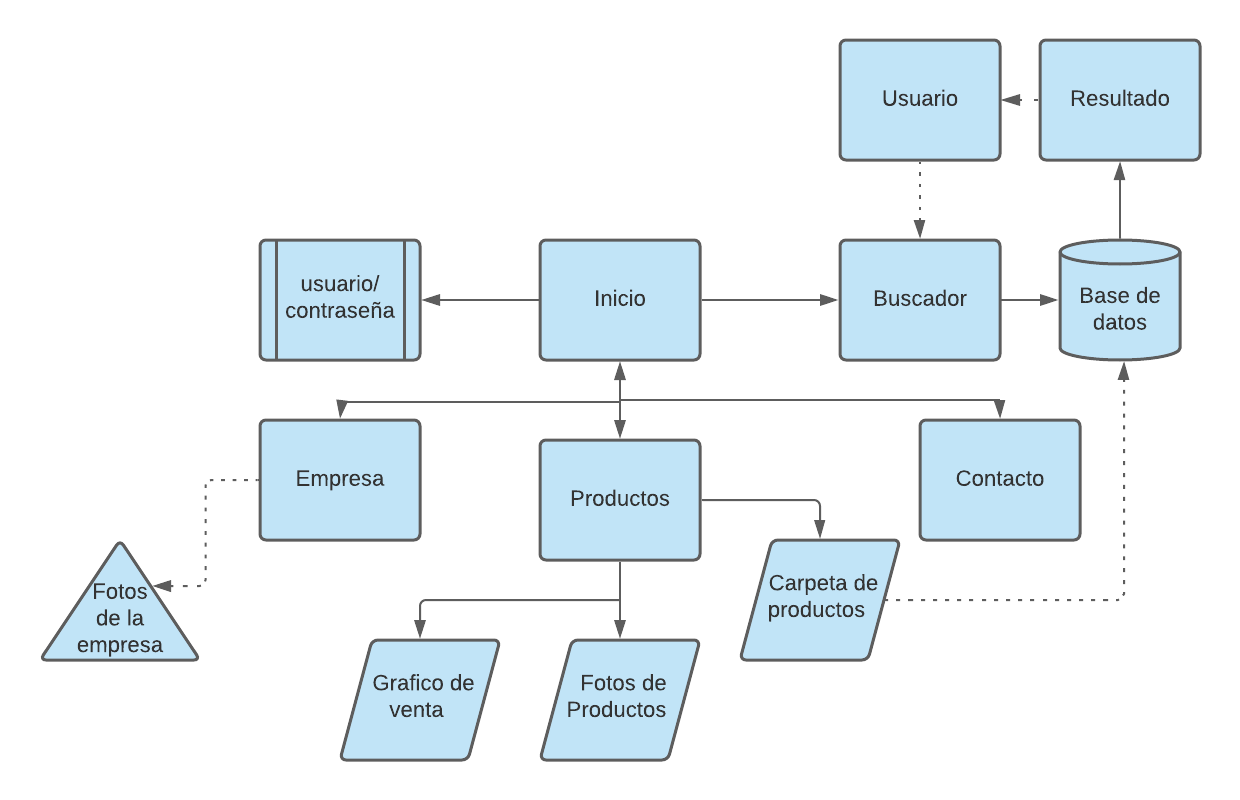 Usuario
Resultado
usuario/
contraseña
Inicio
Buscador
Base de
datos
Empresa
Productos
Contacto
Fotos
de la
empresa
Carpeta de
productos
Grafico de
venta
Fotos de
Productos